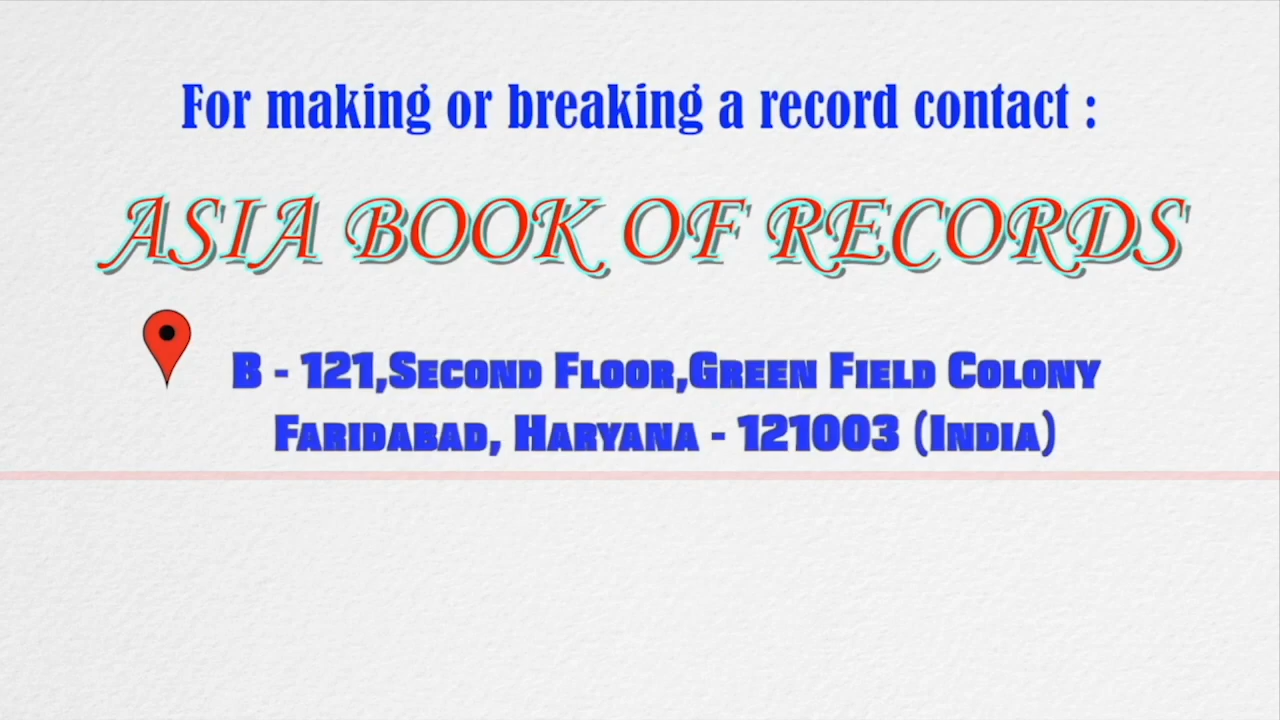 For making or breaking a record contact :
ASIA BOOK OF RECORDS
B - 121,Second Floor,Green Field Colony
Faridabad, Haryana - 121003 (India)